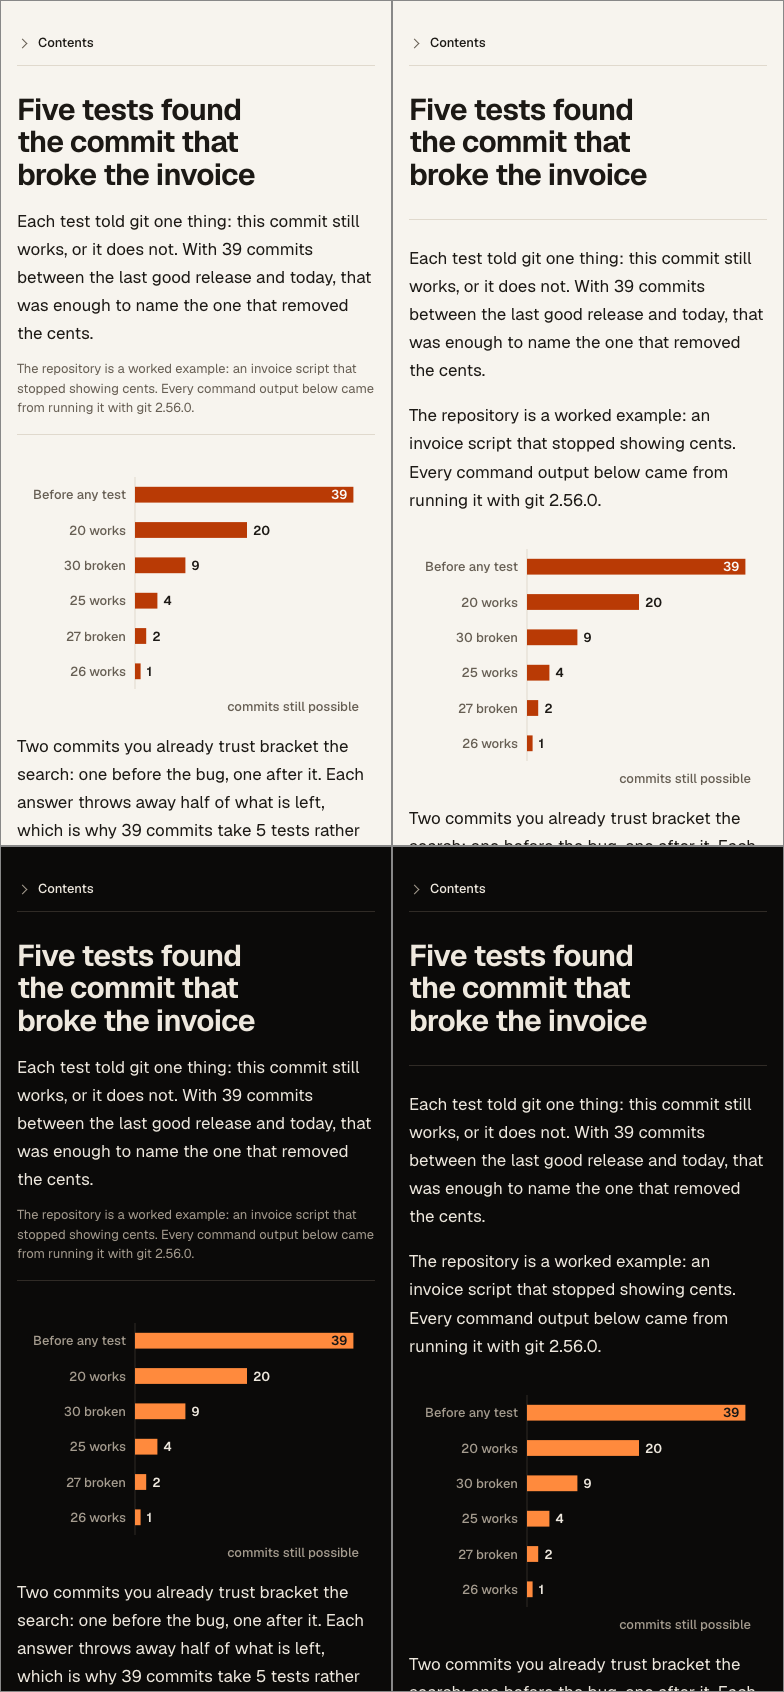 Contents
Five tests found
the commit that
broke the invoice
Each test told git one thing: this commit still
works, or it does not. With 39 commits
between the last good release and today, that
was enough to name the one that removed
the cents.
The repository is a worked example: an invoice script that
stopped showing cents. Every command output below came
from running it with git 2.56.0.
Before any test 39
20 works 20
30 broken 9
25 works 4
27 broken 2
26 works 1
commits still possible
Two commits you already trust bracket the
search: one before the bug, one after it. Each
answer throws away half of what is left,
which is why 39 commits take 5 tests rather
Contents
Five tests found
the commit that
broke the invoice
Each test told git one thing: this commit still
works, or it does not. With 39 commits
between the last good release and today, that
was enough to name the one that removed
the cents.
The repository is a worked example: an
invoice script that stopped showing cents.
Every command output below came from
running it with git 2.56.0.
Before any test 39
20 works 20
30 broken 9
25 works 4
27 broken 2
26 works 1
commits still possible
Two commits you already trust bracket the
search: one before the bug, one after it. Each
Contents
Five tests found
the commit that
broke the invoice
Each test told git one thing: this commit still
works, or it does not. With 39 commits
between the last good release and today, that
was enough to name the one that removed
the cents.
The repository is a worked example: an invoice script that
stopped showing cents. Every command output below came
from running it with git 2.56.0.
Before any test 39
20 works 20
30 broken 9
25 works 4
27 broken 2
26 works 1
commits still possible
Two commits you already trust bracket the
search: one before the bug, one after it. Each
answer throws away half of what is left,
which is why 39 commits take 5 tests rather
Contents
Five tests found
the commit that
broke the invoice
Each test told git one thing: this commit still
works, or it does not. With 39 commits
between the last good release and today, that
was enough to name the one that removed
the cents.
The repository is a worked example: an
invoice script that stopped showing cents.
Every command output below came from
running it with git 2.56.0.
Before any test 39
20 works 20
30 broken 9
25 works 4
27 broken 2
26 works 1
commits still possible
Two commits you already trust bracket the
search: one before the bug, one after it. Each